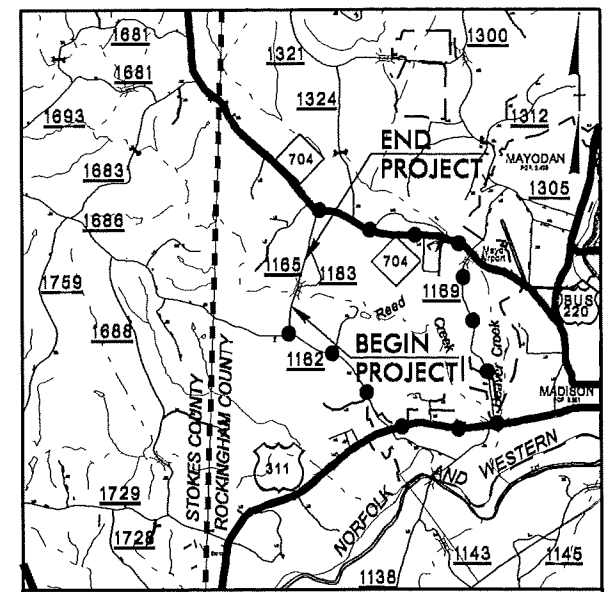 1681
1321
1300
1681
1324
1693
1312
END
PROJECT
704
MAYODAN
1683
1305
1686
1165
1183
704
1169
1759
BUS
220
Reed
Creek
1688
Beaver Creek
BEGIN
PROJECT
1162
MADISON
STOKES COUNTY
ROCKINGHAM COUNTY
311
NORFOLK AND WESTERN
1729
1728
1143
1145
1138